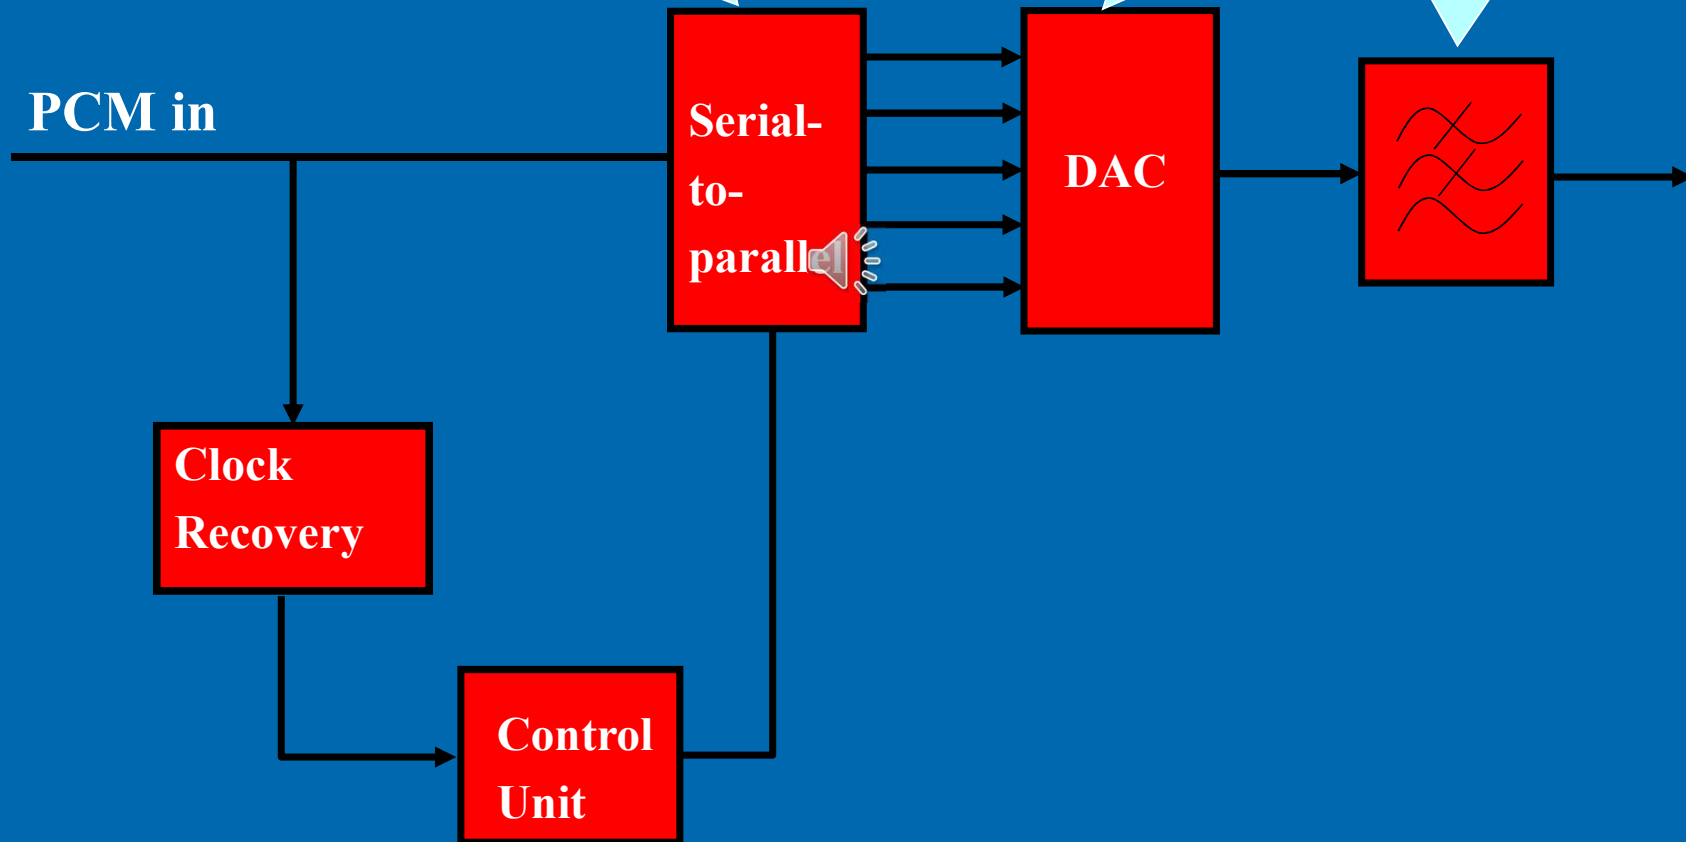 PCM in
Serial-
to-
parallel
DAC
Clock
Recovery
Control
Unit